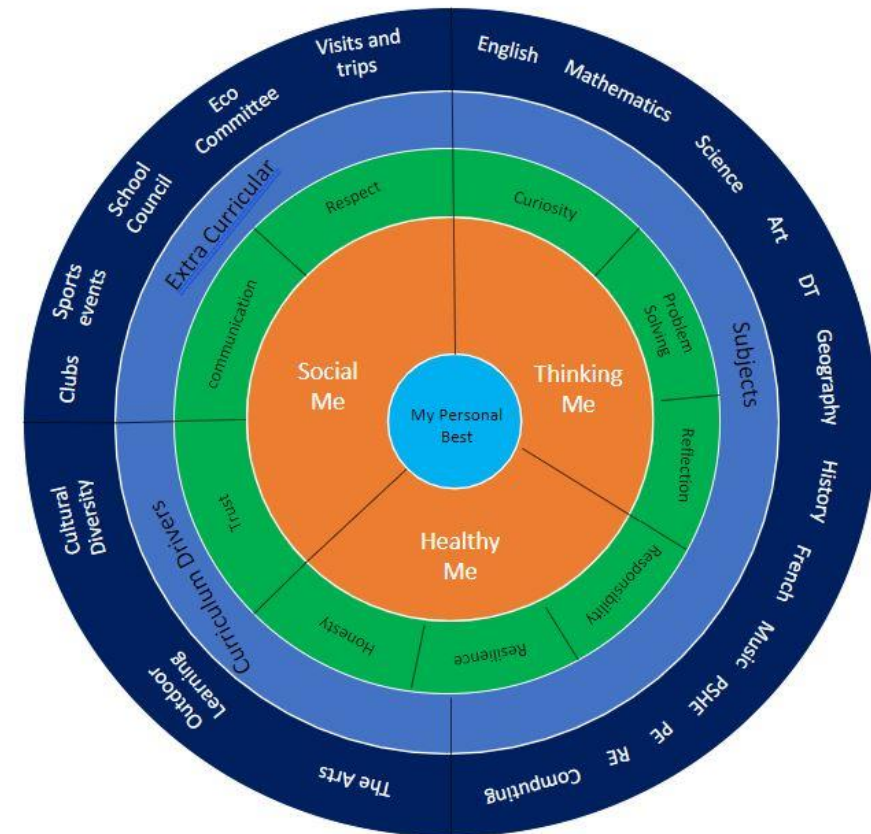 Visits and
trips
Eco
Committee
School
Council
Sports
events
Clubs
English
Mathematics
Science
Art
DT
Geography
History
French
Music
PSHE
PE
RE
Computing
The Arts
Outdoor
Learning
Cultural
Diversity
Extra Curricular
Subjects
Curriculum Drivers
Respect
Curiosity
Problem
Solving
Reflection
Responsibility
Resilience
Honesty
Trust
communication
Social
Me
Thinking
Me
Healthy
Me
My Personal
Best